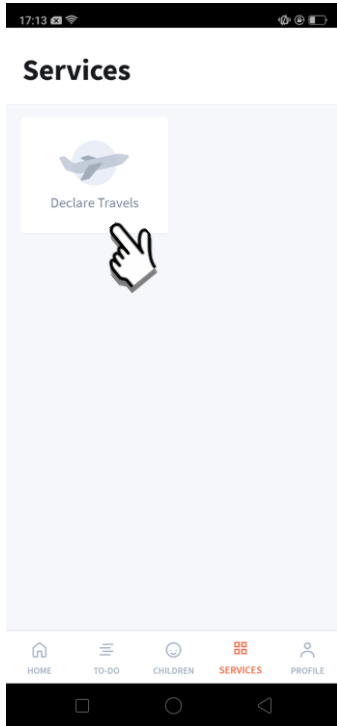 17:13
Services
Declare Travels
HOME TO-DO CHILDREN SERVICES PROFILE